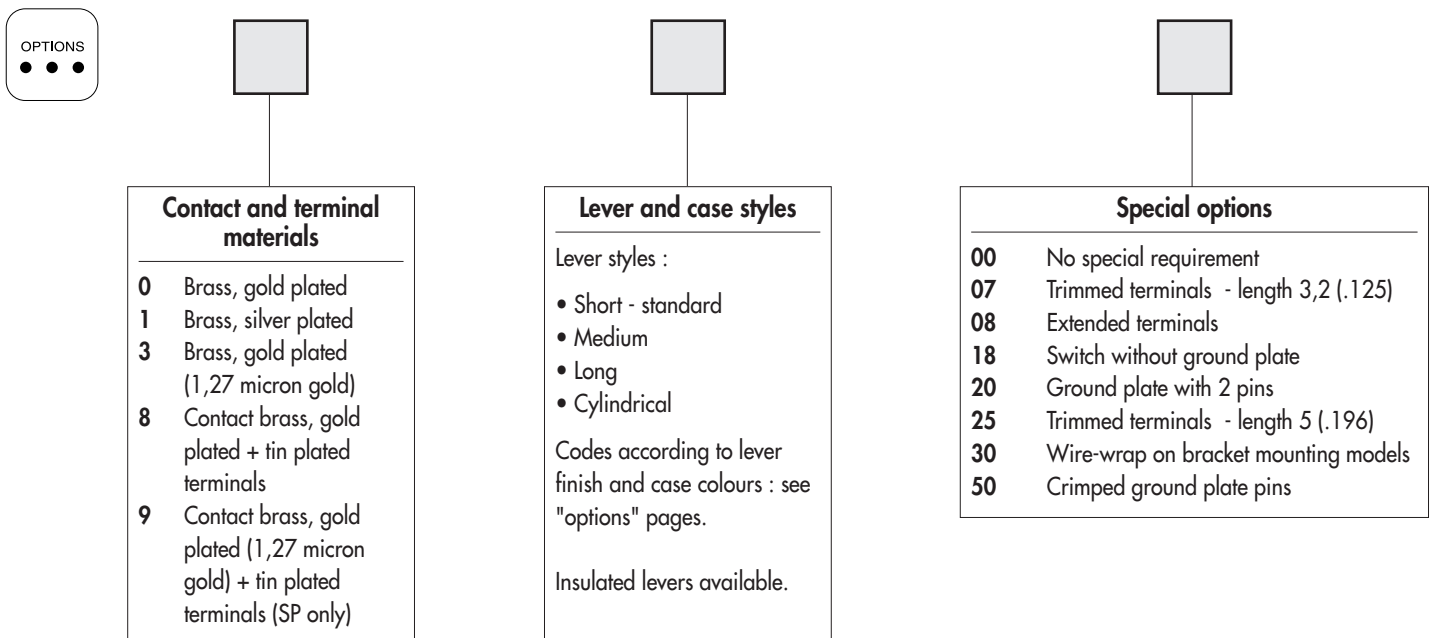 OPTIONS
Contact and terminal
materials
0 Brass, gold plated
1 Brass, silver plated
3 Brass, gold plated
(1,27 micron gold)
8 Contact brass, gold
plated + tin plated
terminals
9 Contact brass, gold
plated (1,27 micron
gold) + tin plated
terminals (SP only)
Lever and case styles
Lever styles :
• Short - standard
• Medium
• Long
• Cylindrical
Codes according to lever
finish and case colours : see
"options" pages.
Insulated levers available.
Special options
00 No special requirement
07 Trimmed terminals - length 3,2 (.125)
08 Extended terminals
18 Switch without ground plate
20 Ground plate with 2 pins
25 Trimmed terminals - length 5 (.196)
30 Wire-wrap on bracket mounting models
50 Crimped ground plate pins